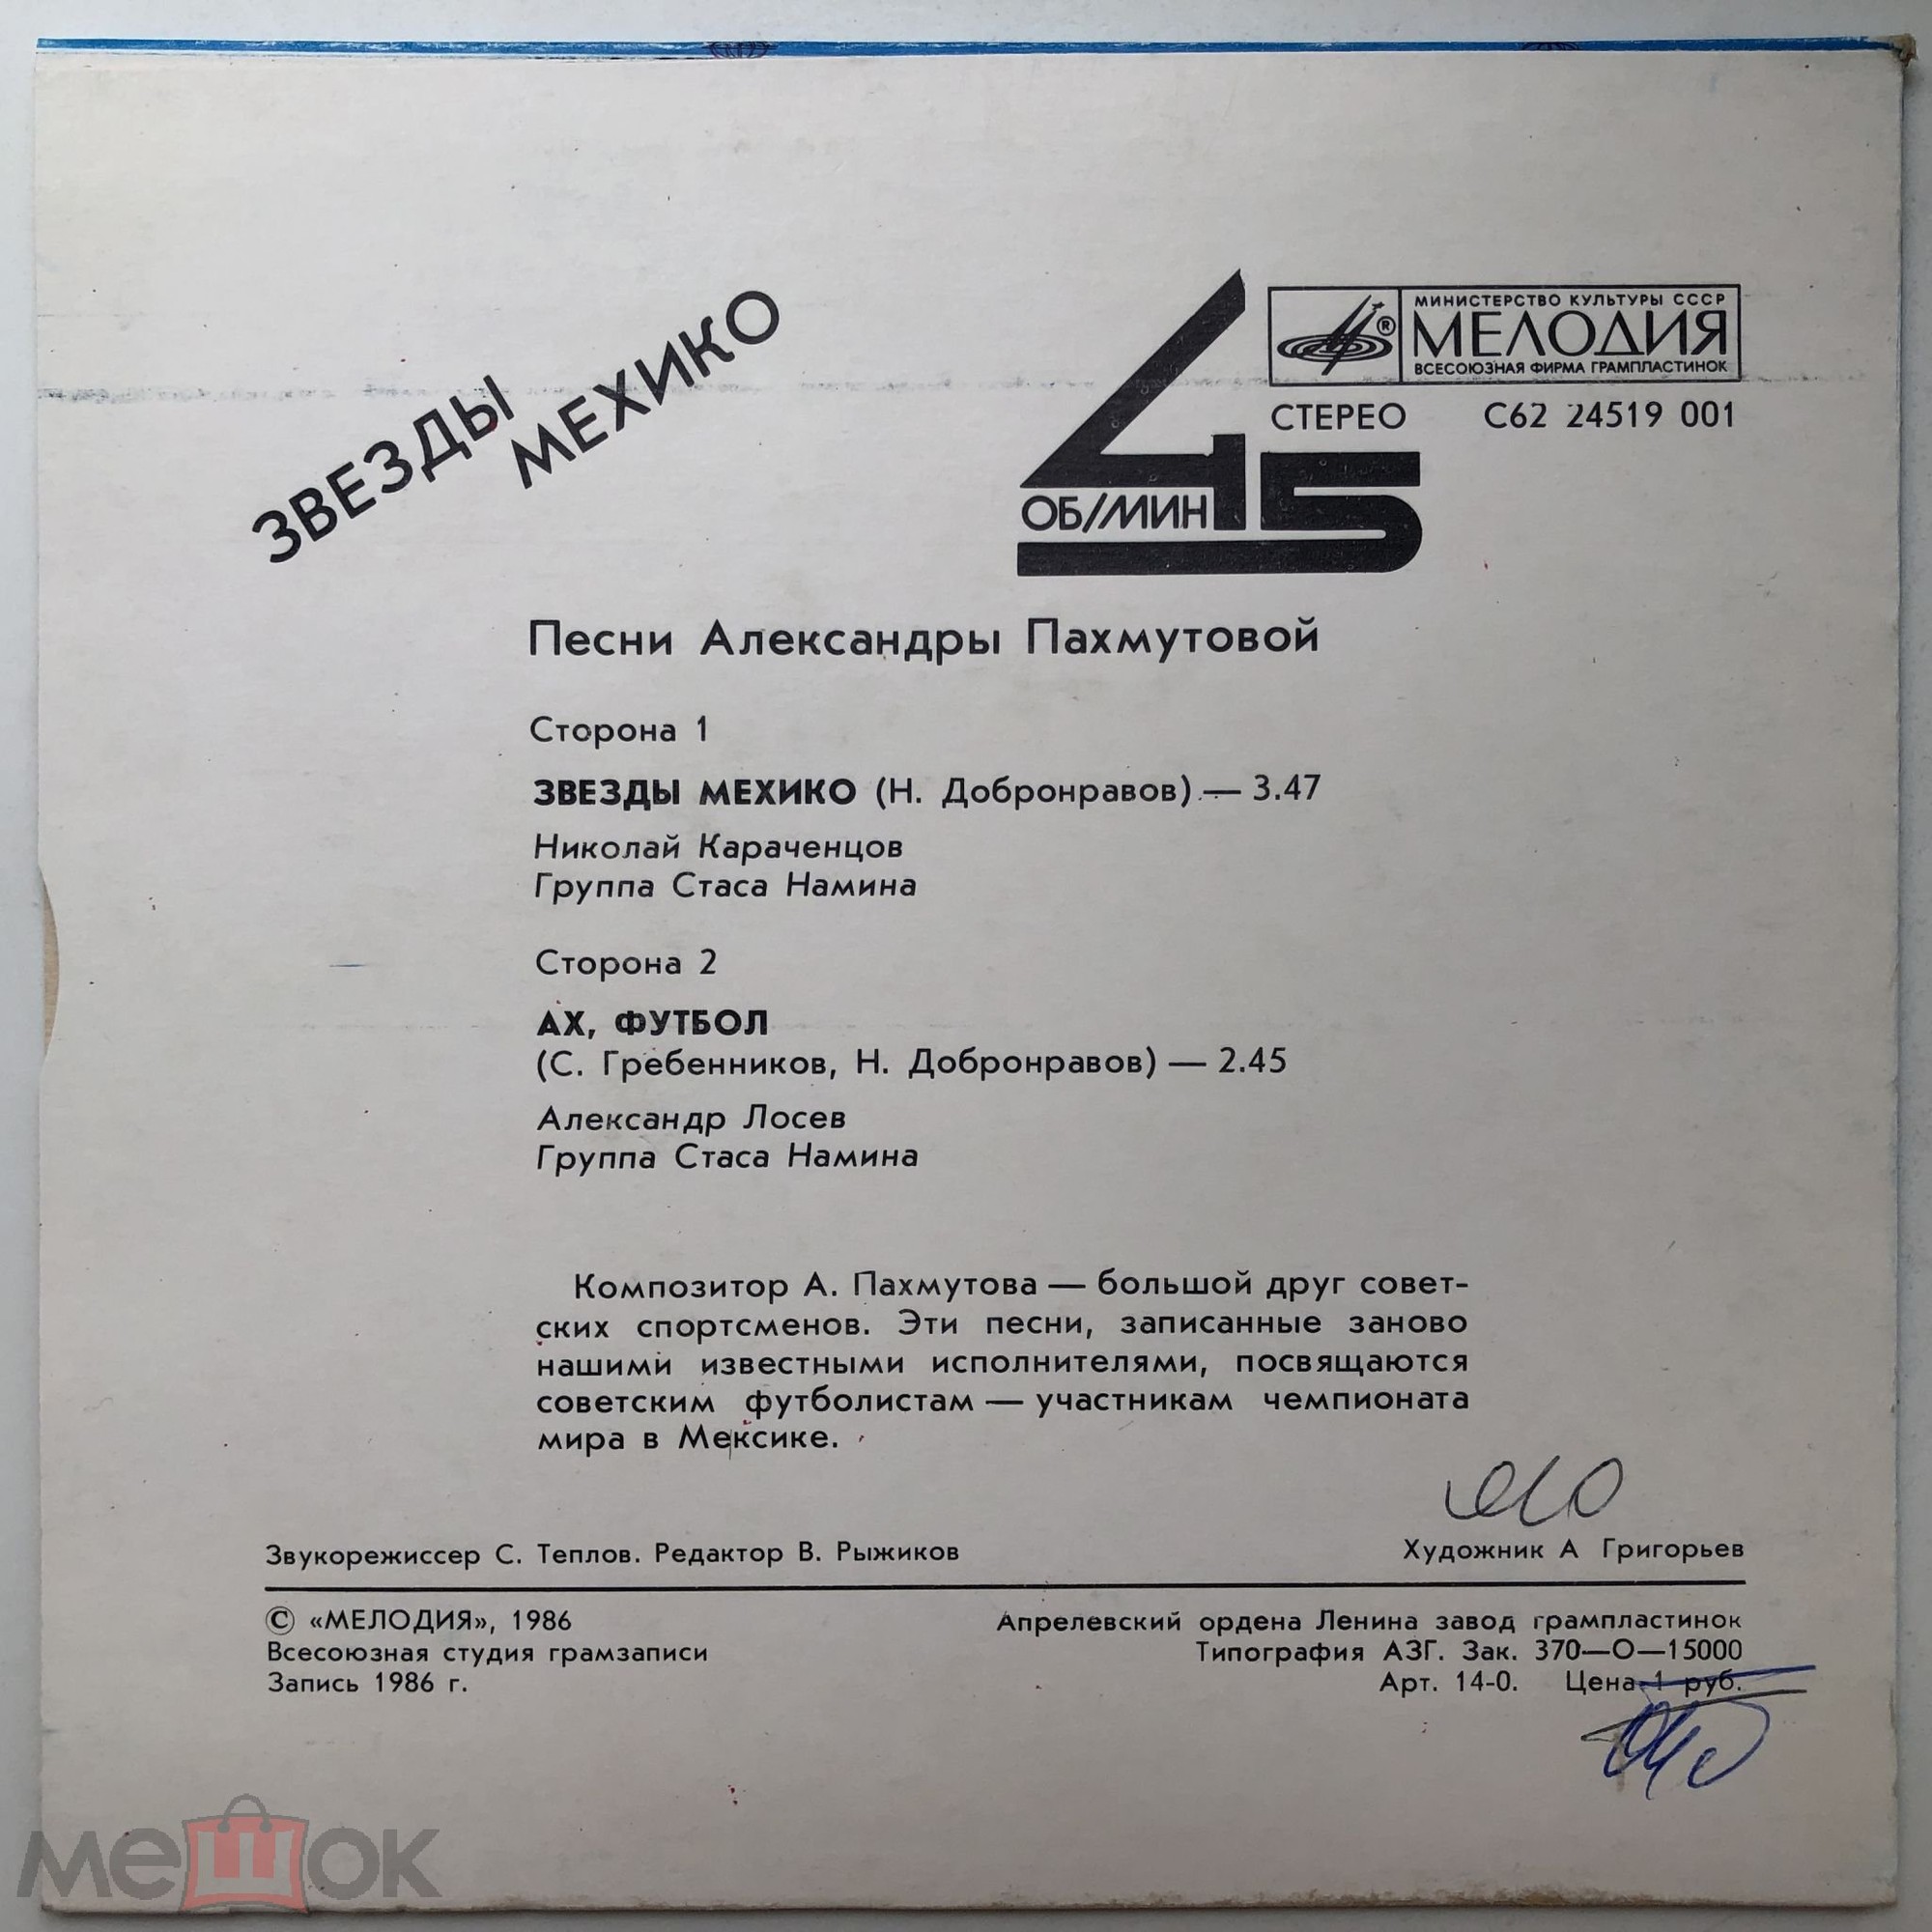 ЗВЕЗДЫ
МЕХИКО
МИНИСТЕРСТВО КУЛЬТУРЫ СССР
МЕЛОДИЯ
ВСЕСОЮЗНАЯ ФИРМА ГРАМПЛАСТИНОК
®
СТЕРЕО С62 24519 001
45
ОБ/МИН
Песни Александры Пахмутовой
Сторона 1
ЗВЕЗДЫ МЕХИКО (Н. Добронравов) — 3.47
Николай Караченцов
Группа Стаса Намина
Сторона 2
АХ, ФУТБОЛ
(С. Гребенников, Н. Добронравов) — 2.45
Александр Лосев
Группа Стаса Намина
Композитор А. Пахмутова — большой друг совет-
ских спортсменов. Эти песни, записанные заново
нашими известными исполнителями, посвящаются
советским футболистам — участникам чемпионата
мира в Мексике.
Звукорежиссер С. Теплов. Редактор В. Рыжиков
Художник А Григорьев
© «МЕЛОДИЯ», 1986
Всесоюзная студия грамзаписи
Запись 1986 г.
Апрелевский ордена Ленина завод грампластинок
Типография АЗГ. Зак. 370—О—15000
Арт. 14-0. Цена 1 руб.
мешок